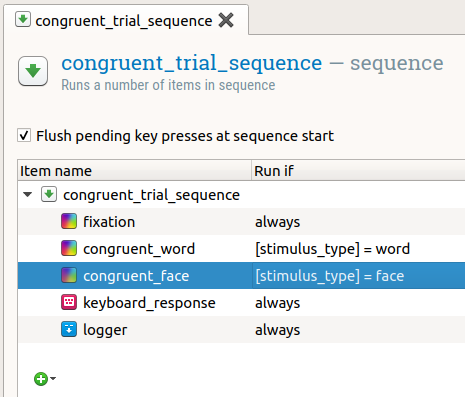 congruent_trial_sequence
congruent_trial_sequence — sequence
Runs a number of items in sequence
Flush pending key presses at sequence start
Item name Run if
congruent_trial_sequence
fixation always
congruent_word [stimulus_type] = word
congruent_face [stimulus_type] = face
keyboard_response always
logger always